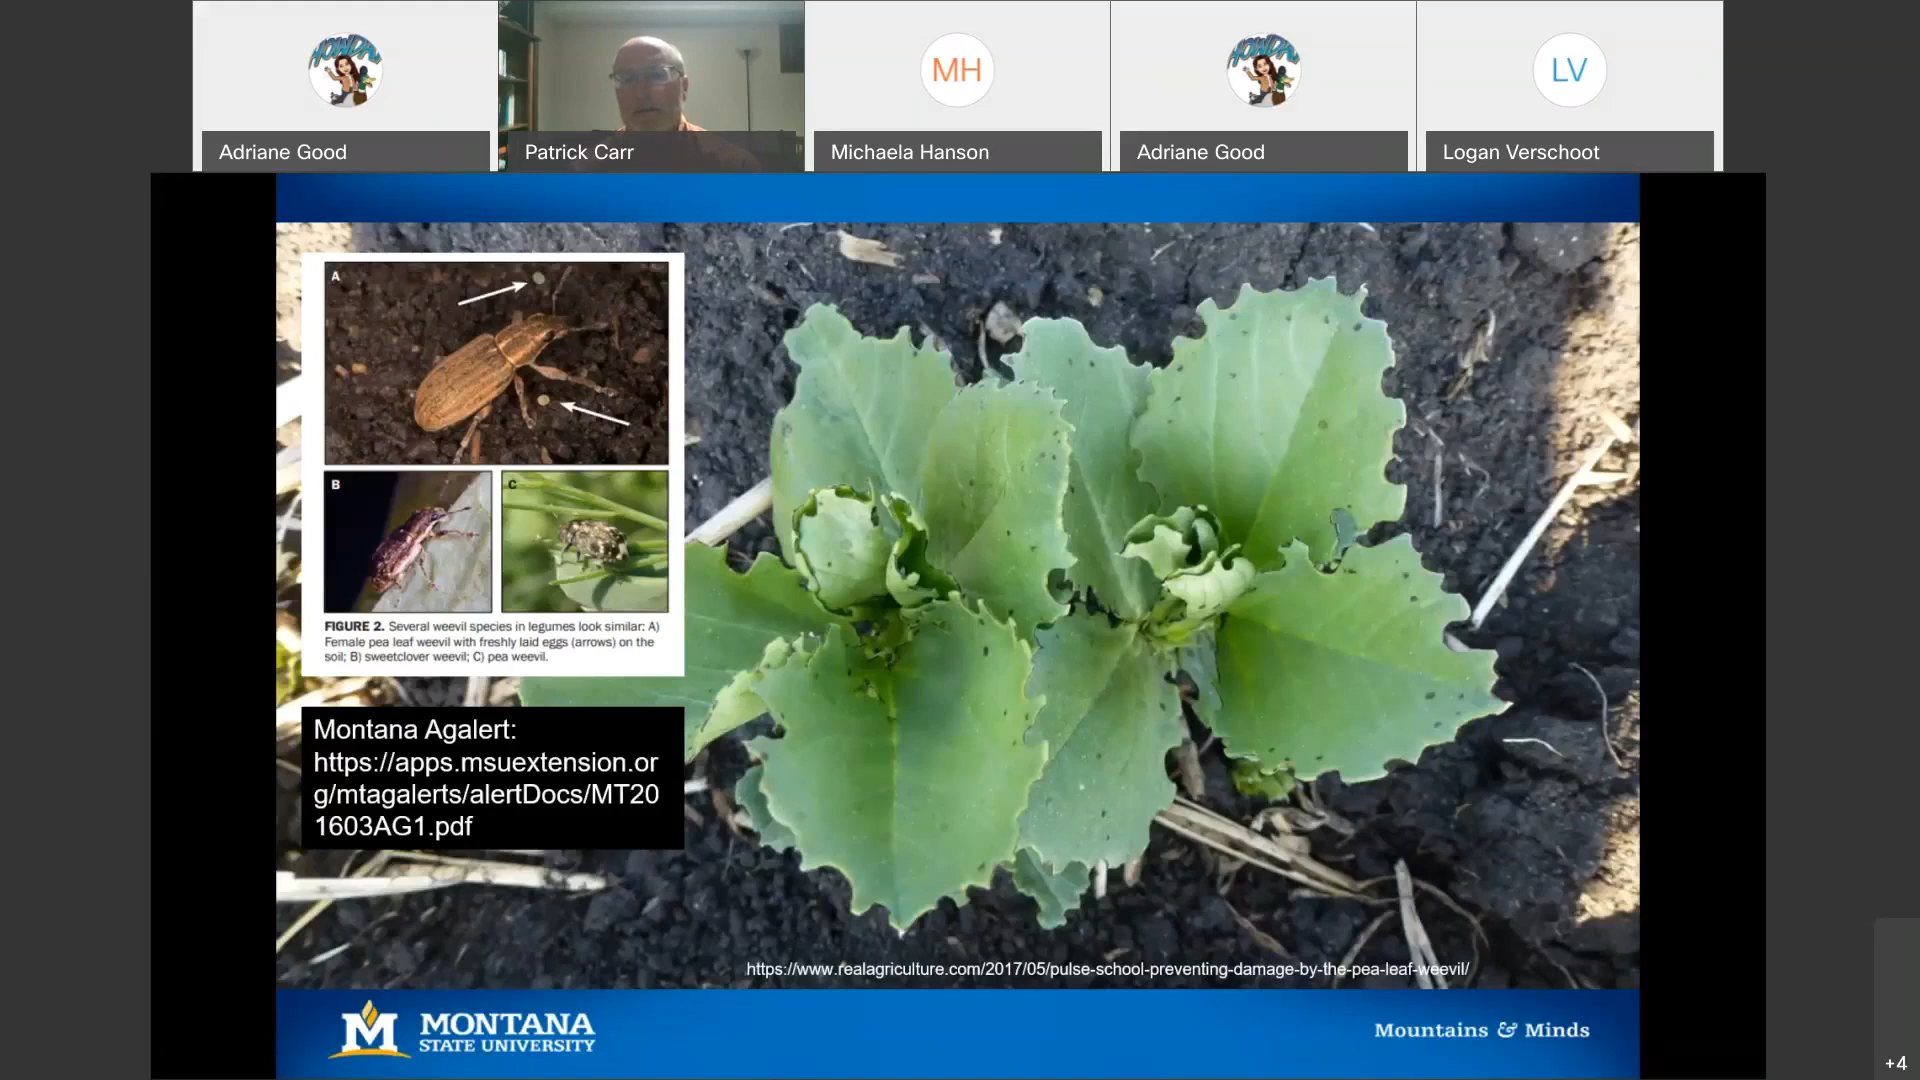 HOWDY
MH
HOWDY
LV
Adriane Good
Patrick Carr
Michaela Hanson
Adriane Good
Logan Verschoot
A
B
C
FIGURE 2. Several weevil species in legumes look similar: A)
Female pea leaf weevil with freshly laid eggs (arrows) on the
soil; B) sweetclover weevil; C) pea weevil.
Montana Agalert:
https://apps.msuextension.or
g/mtagalerts/alertDocs/MT20
1603AG1.pdf
https://www.realagriculture.com/2017/05/pulse-school-preventing-damage-by-the-pea-leaf-weevil/
M
MONTANA
STATE UNIVERSITY
Mountains & Minds
+4